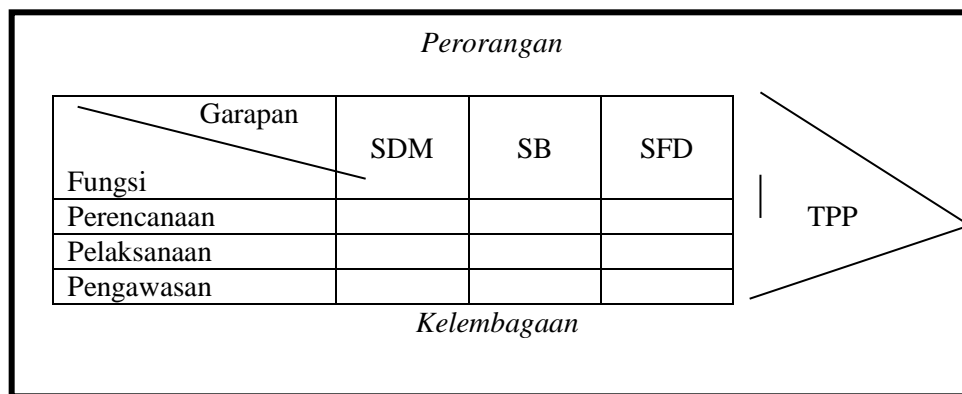 Perorangan
Garapan
Fungsi
SDM
SB
SFD
Perencanaan
Pelaksanaan
Pengawasan
TPP
Kelembagaan